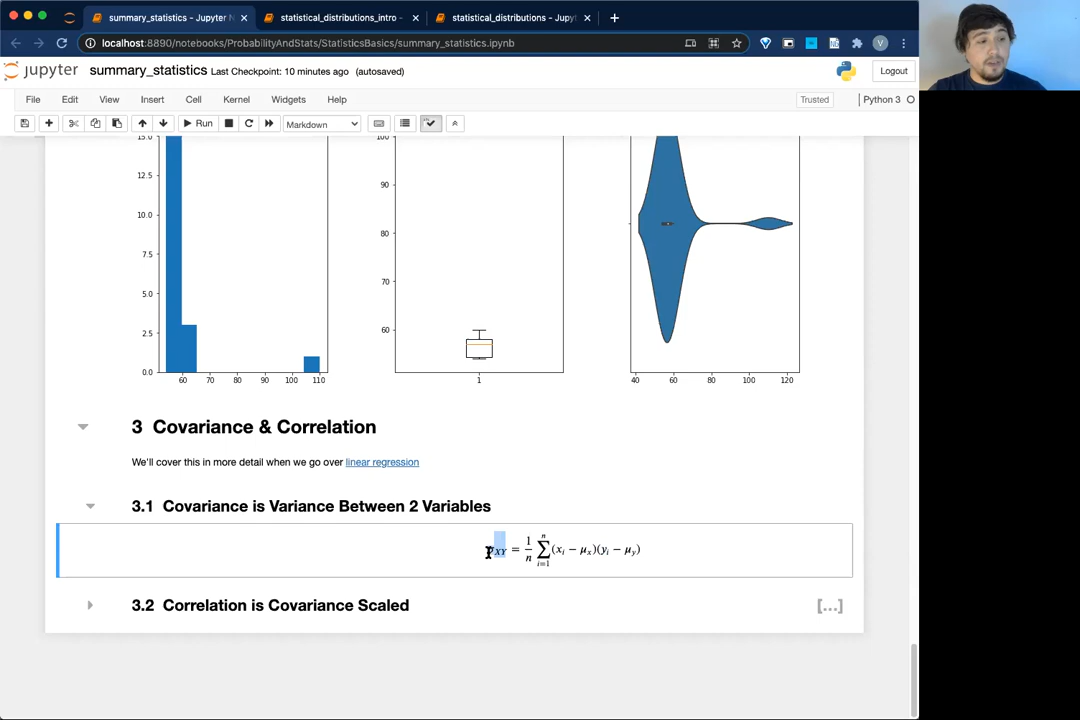 summary_statistics - Jupyter N
statistical_distributions_intro -
statistical_distributions - Jupyt
localhost:8890/notebooks/ProbabilityAndStats/StatisticsBasics/summary_statistics.ipynb
V
jupyter summary_statistics Last Checkpoint: 10 minutes ago (autosaved)
Logout
File Edit View Insert Cell Kernel Widgets Help
Trusted
Python 3
Run
Markdown
15.0
12.5
10.0
7.5
5.0
2.5
0.0
60 70 80 90 100 110
100
90
80
70
60
1
40 60 80 100 120
3 Covariance & Correlation
We'll cover this in more detail when we go over linear regression
3.1 Covariance is Variance Between 2 Variables
XY = 1/n ∑ i=1 n (xi − μx)(yi − μy)
3.2 Correlation is Covariance Scaled
[...]